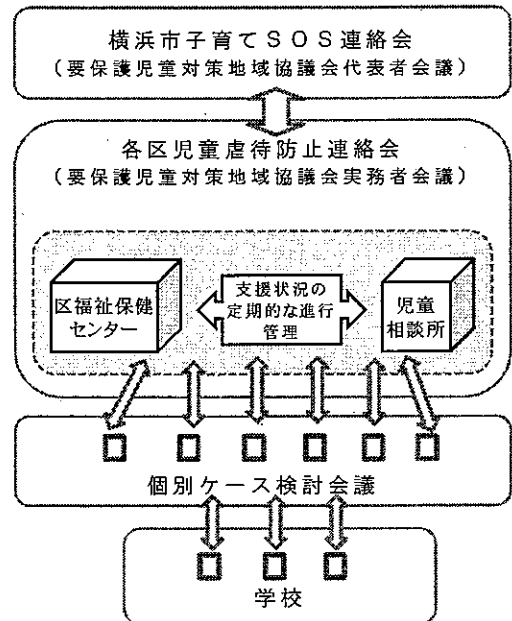 横浜市子育てSOS連絡会
（要保護児童対策地域協議会代表者会議）
各区児童虐待防止連絡会
（要保護児童対策地域協議会実務者会議）
区福祉保健
センター
支援状況の
定期的な進行
管理
児童
相談所
個別ケース検討会議
学校